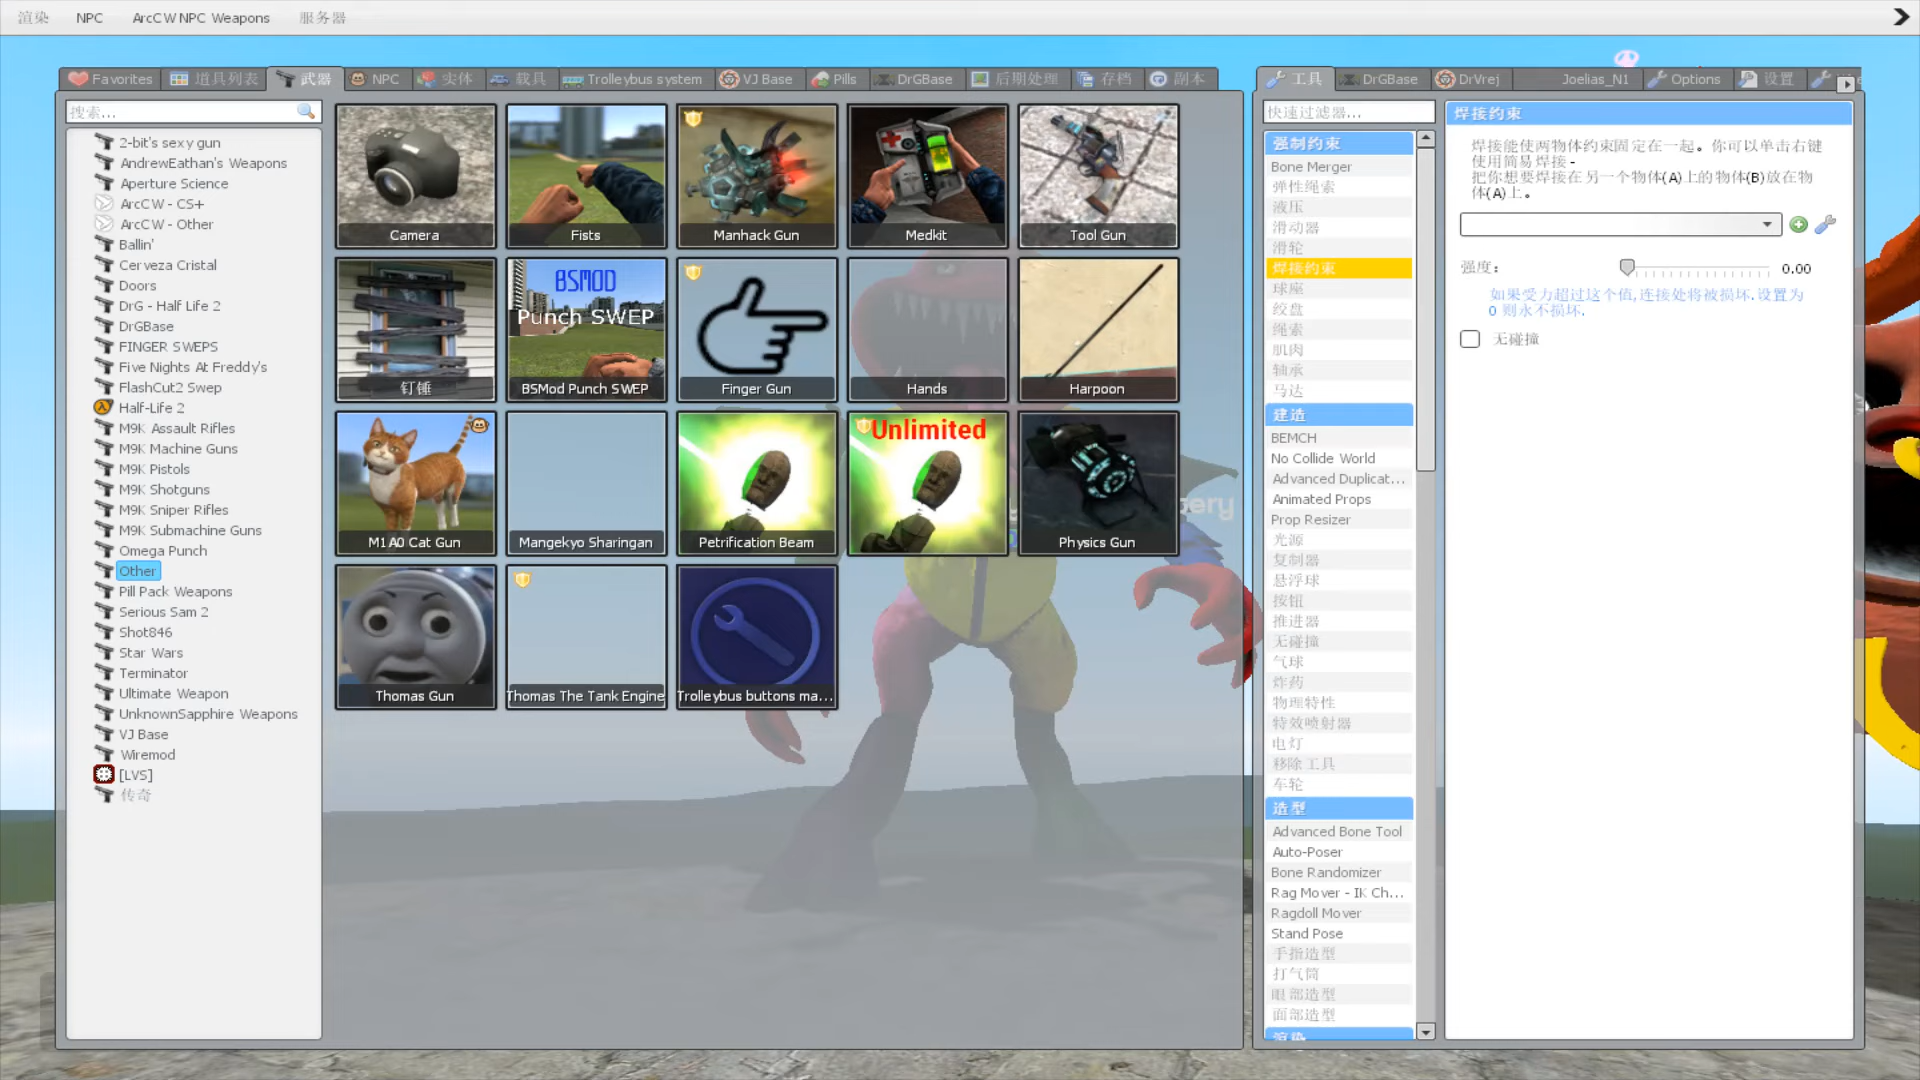 渲染 NPC ArcCW NPC Weapons 服务器
Favorites 道具列表 武器 NPC 实体 载具 Trolleybus system VJ Base Pills DrGBase 后期处理 存档 副本
搜索...
2-bit's sexy gun
AndrewEathan's Weapons
Aperture Science
ArcCW - CS+
ArcCW - Other
Ballin'
Cerveza Cristal
Doors
DrG - Half Life 2
DrGBase
FINGER SWEPS
Five Nights At Freddy's
FlashCut2 Swep
Half-Life 2
M9K Assault Rifles
M9K Machine Guns
M9K Pistols
M9K Shotguns
M9K Sniper Rifles
M9K Submachine Guns
Omega Punch
Other
Pill Pack Weapons
Serious Sam 2
Shot846
Star Wars
Terminator
Ultimate Weapon
UnknownSapphire Weapons
VJ Base
Wiremod
[LVS]
传奇
Camera
Fists
Manhack Gun
Medkit
Tool Gun
钉锤
BSMOD
Punch SWEP
BSMod Punch SWEP
Finger Gun
Hands
Harpoon
M1A0 Cat Gun
Mangekyo Sharingan
Petrification Beam
Unlimited
Physics Gun
Thomas Gun
Thomas The Tank Engine
Trolleybus buttons ma...
工具 DrGBase DrVrej Joelias_N1 Options 设置
快速过滤器...
强制约束
Bone Merger
弹性绳索
液压
滑动器
滑轮
焊接约束
球座
绞盘
绳索
肌肉
轴承
马达
建造
BEMCH
No Collide World
Advanced Duplicat...
Animated Props
Prop Resizer
光源
复制器
悬浮球
按钮
推进器
无碰撞
气球
炸药
物理特性
特效喷射器
电灯
移除工具
车轮
造型
Advanced Bone Tool
Auto-Poser
Bone Randomizer
Rag Mover - IK Ch...
Ragdoll Mover
Stand Pose
手指造型
打气筒
眼部造型
面部造型
渲染
焊接约束
焊接能使两物体约束固定在一起。你可以单击右键
使用简易焊接 -
把你想要焊接在另一个物体(A)上的物体(B)放在物
体(A)上。
强度: 0.00
如果受力超过这个值,连接处将被损坏.设置为
0 则永不损坏.
无碰撞